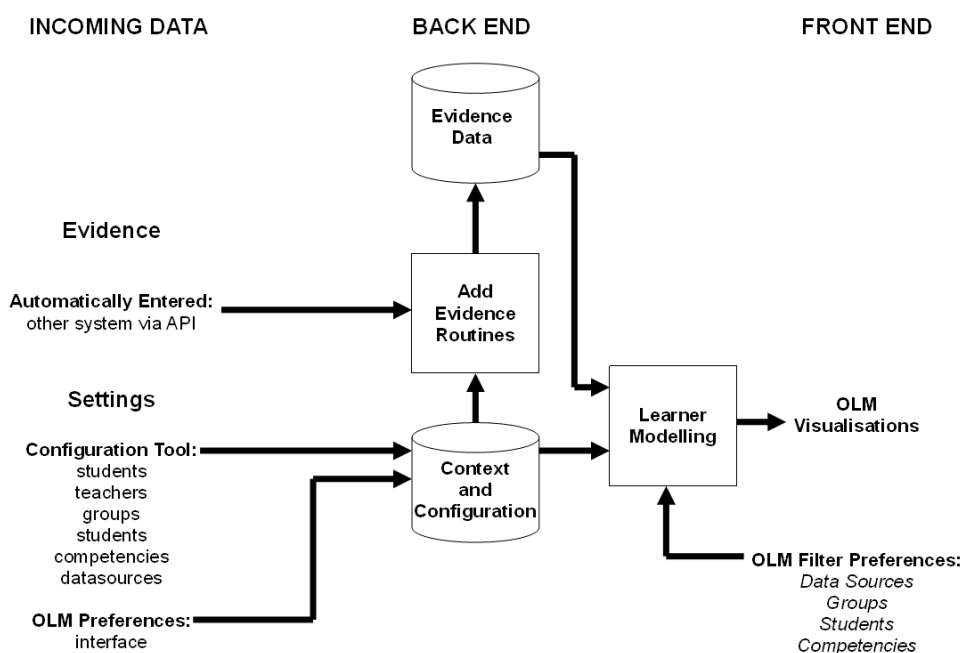 INCOMING DATA
BACK END
FRONT END
Evidence
Data
Evidence
Automatically Entered:
other system via API
Add
Evidence
Routines
Settings
Configuration Tool:
students
teachers
groups
students
competencies
datasources
Context
and
Configuration
Learner
Modelling
OLM
Visualisations
OLM Preferences:
interface
OLM Filter Preferences:
Data Sources
Groups
Students
Competencies